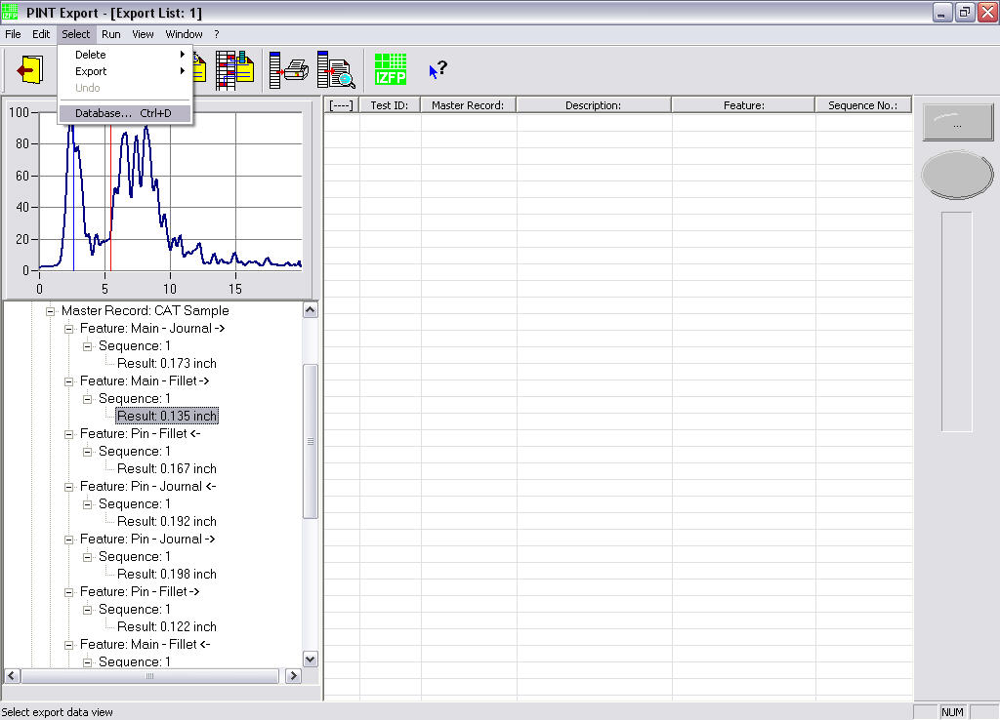 PINT Export - [Export List: 1]
File Edit Select Run View Window ?
Delete
Export
Undo
Database... Ctrl+D
IZFP
IZFP
?
[----] Test ID: Master Record: Description: Feature: Sequence No.:
...
100
80
60
40
20
0
0 5 10 15
Master Record: CAT Sample
Feature: Main - Journal ->
Sequence: 1
Result: 0.173 inch
Feature: Main - Fillet ->
Sequence: 1
Result: 0.135 inch
Feature: Pin - Fillet <-
Sequence: 1
Result: 0.167 inch
Feature: Pin - Journal <-
Sequence: 1
Result: 0.192 inch
Feature: Pin - Journal ->
Sequence: 1
Result: 0.198 inch
Feature: Pin - Fillet ->
Sequence: 1
Result: 0.122 inch
Feature: Main - Fillet <-
Sequence: 1
Select export data view
NUM